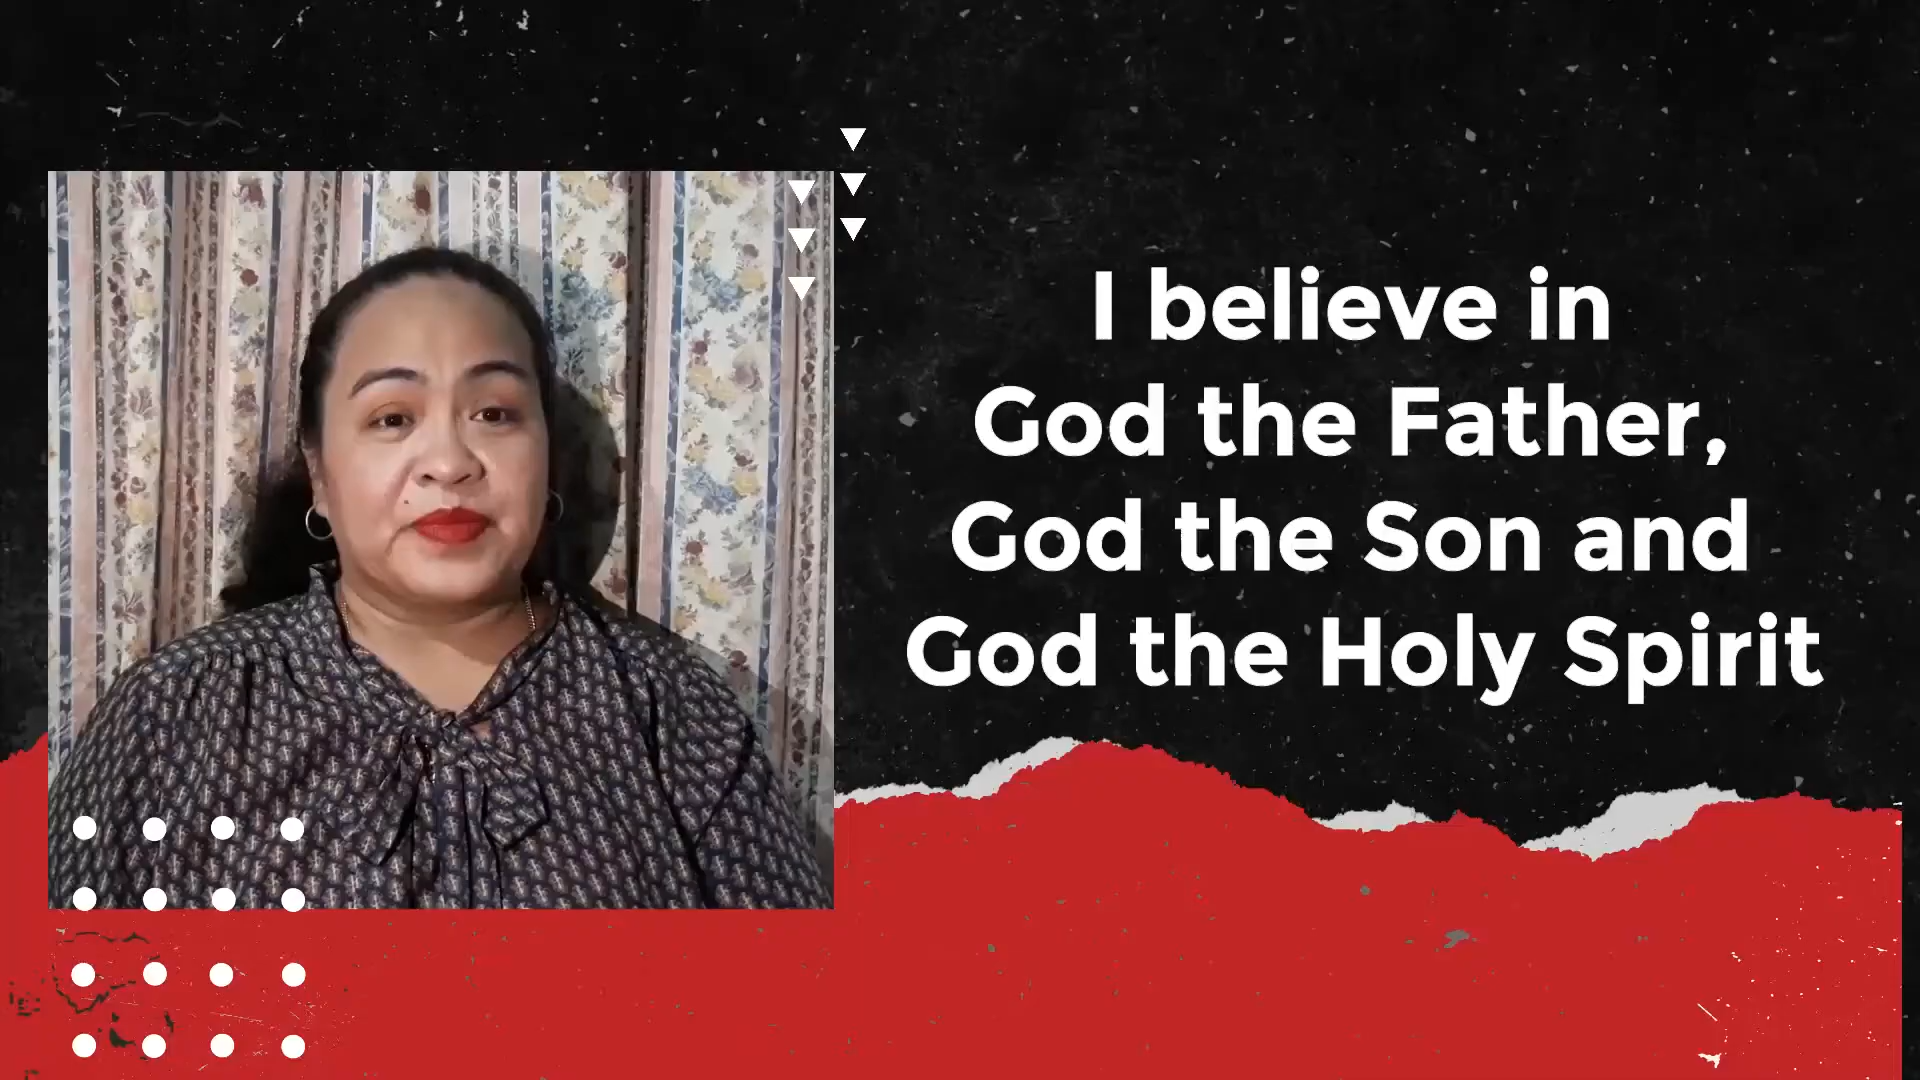 I believe in
God the Father,
God the Son and
God the Holy Spirit